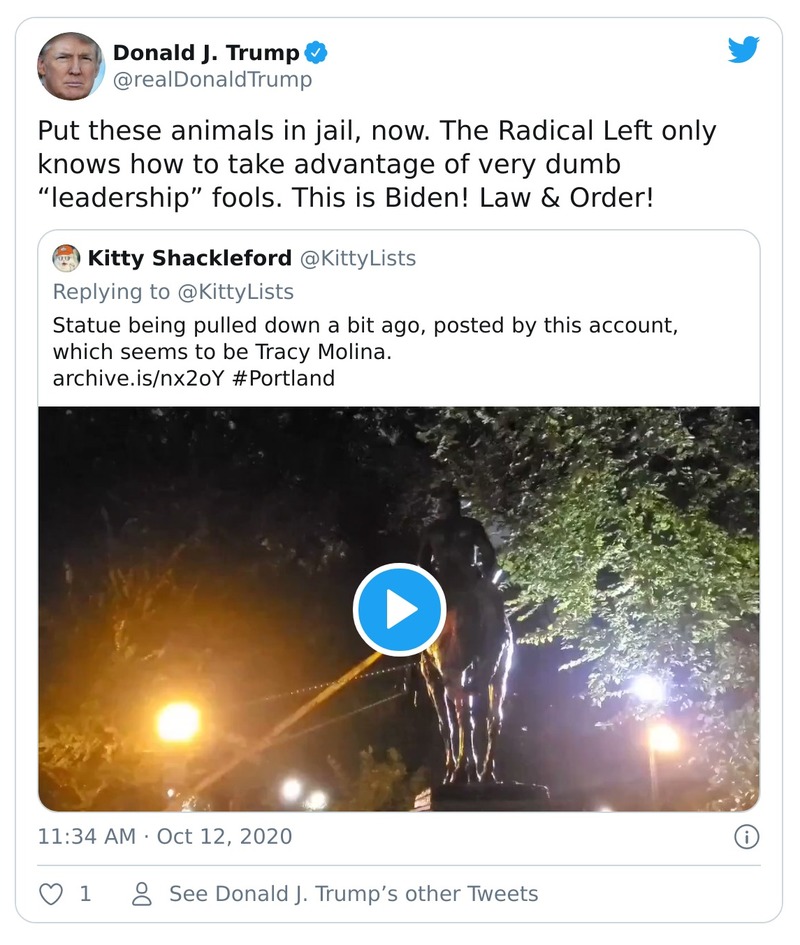 Donald J. Trump
@realDonaldTrump
Put these animals in jail, now. The Radical Left only
knows how to take advantage of very dumb
“leadership” fools. This is Biden! Law & Order!
Kitty Shackleford @KittyLists
Replying to @KittyLists
Statue being pulled down a bit ago, posted by this account,
which seems to be Tracy Molina.
archive.is/nx2oY #Portland
11:34 AM · Oct 12, 2020
1 See Donald J. Trump’s other Tweets